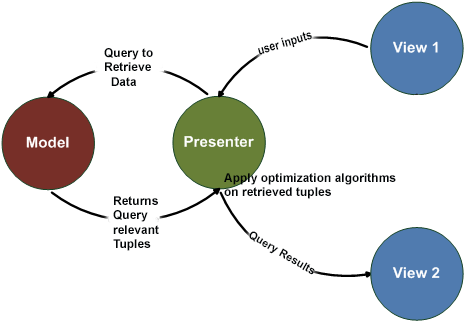 Query to
Retrieve
Data
user inputs
View 1
Model
Presenter
Apply optimization algorithms
on retrieved tuples
Returns
Query
relevant
Tuples
Query Results
View 2